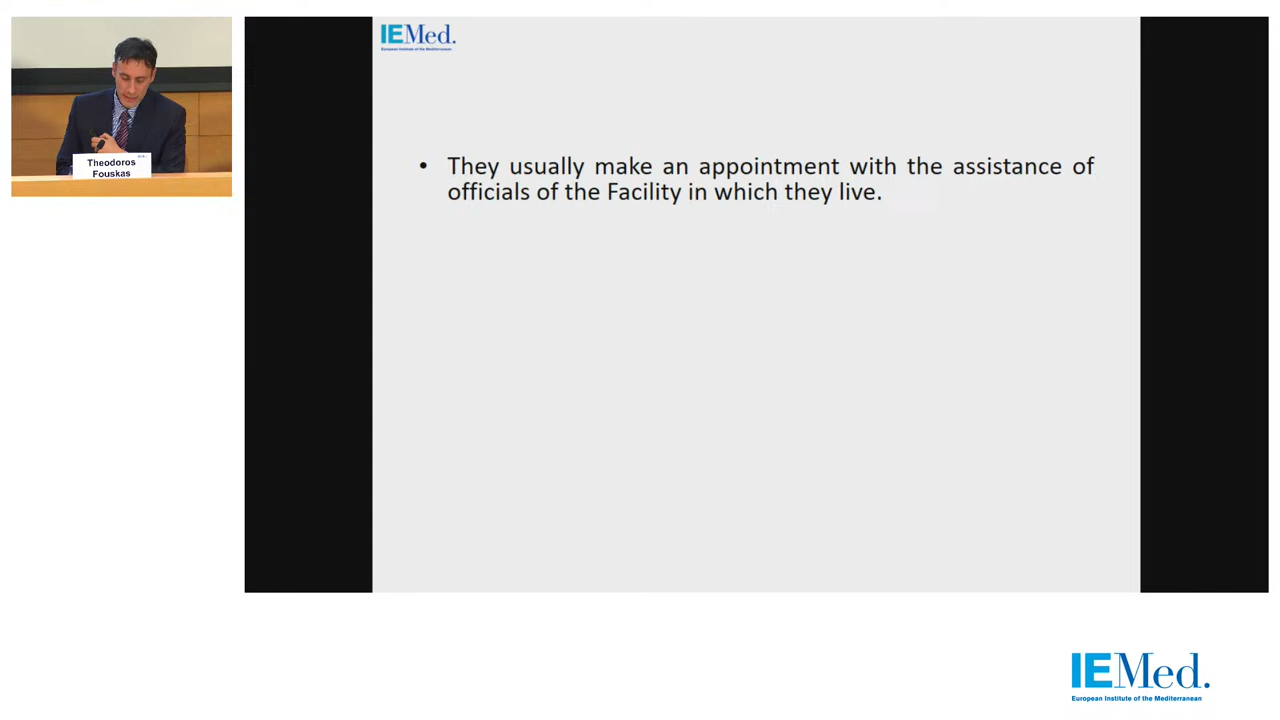 IEMed.
European Institute of the Mediterranean
• They usually make an appointment with the assistance of
officials of the Facility in which they live.
Theodoros
Fouskas
IEMed.
European Institute of the Mediterranean